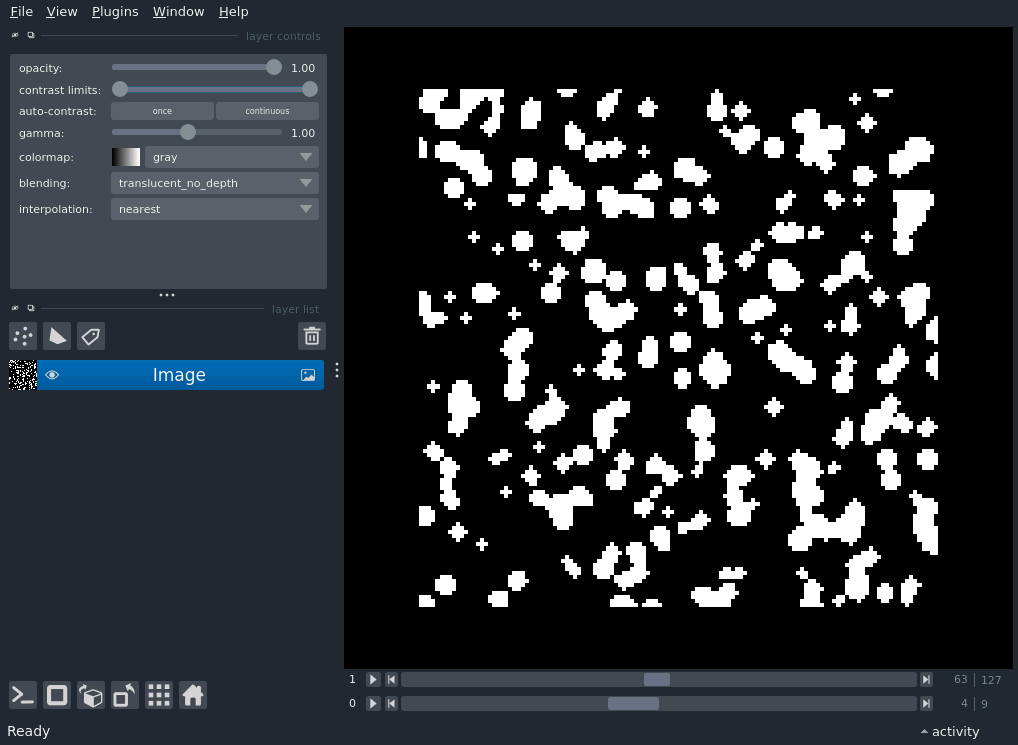 File View Plugins Window Help
layer controls
opacity: 1.00
contrast limits:
auto-contrast: once continuous
gamma: 1.00
colormap: gray
blending: translucent_no_depth
interpolation: nearest
layer list
Image
1 63 127
0 4 9
Ready activity